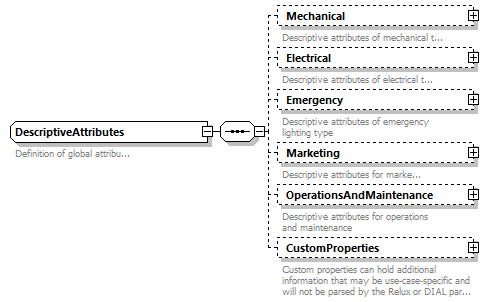 Mechanical
Descriptive attributes of mechanical t...
Electrical
Descriptive attributes of electrical t...
Emergency
Descriptive attributes of emergency
lighting type
DescriptiveAttributes
Definition of global attribu...
Marketing
Descriptive attributes for marke...
OperationsAndMaintenance
Descriptive attributes for operations
and maintenance
CustomProperties
Custom properties can hold additional
information that may be use-case-specific and
will not be parsed by the Relux or DIAL par...